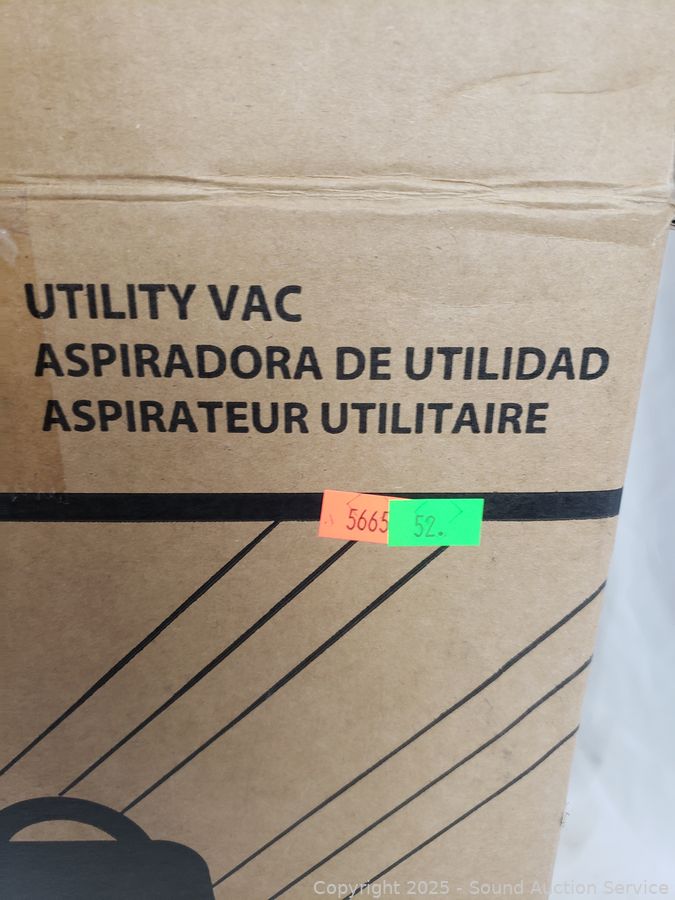 UTILITY VAC
ASPIRADORA DE UTILIDAD
ASPIRATEUR UTILITAIRE
5665
52.
Copyright 2025 - Sound Auction Service